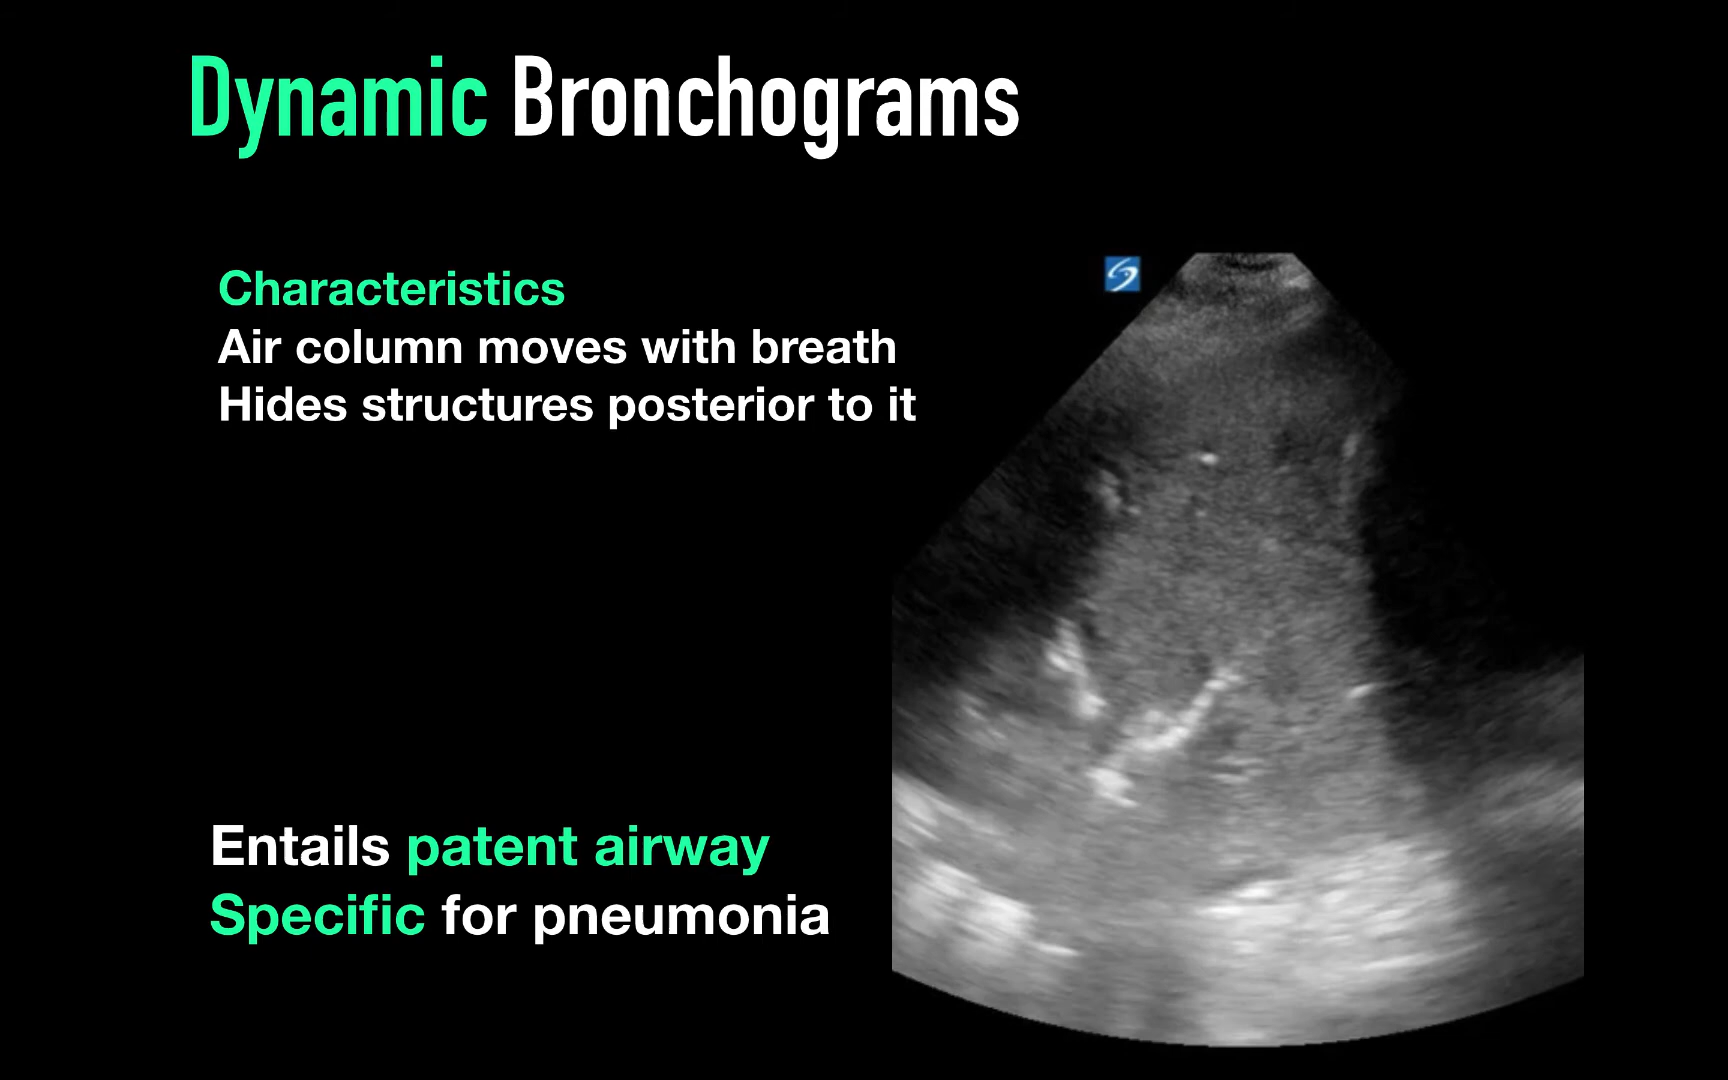 Dynamic Bronchograms
Characteristics
Air column moves with breath
Hides structures posterior to it
Entails patent airway
Specific for pneumonia